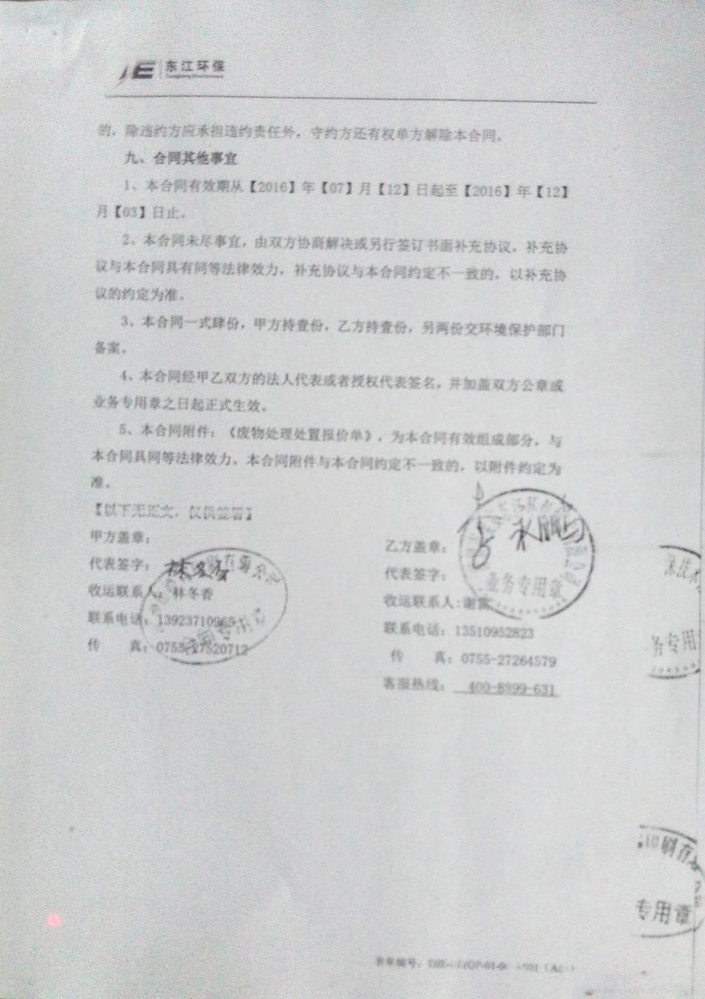 东江环保
的，除违约方应承担违约责任外，守约方还有权单方解除本合同。
九、合同其他事宜
1、本合同有效期从【2016】年【07】月【12】日起至【2016】年【12】
月【03】日止。
2、本合同未尽事宜，由双方协商解决或另行签订书面补充协议，补充协
议与本合同具有同等法律效力，补充协议与本合同约定不一致的，以补充协
议的约定为准。
3、本合同一式肆份，甲方持壹份，乙方持壹份，另两份交环境保护部门
备案。
4、本合同经甲乙双方的法人代表或者授权代表签名，并加盖双方公章或
业务专用章之日起正式生效。
5、本合同附件：《废物处理处置报价单》，为本合同有效组成部分，与
本合同具同等法律效力。本合同附件与本合同约定不一致的，以附件约定为
准。
【以下无正文，仅供签署】
甲方盖章：
代表签字：林冬香
收运联系人：林冬香
联系电话：13923710965
传 真：0755-27520712
乙方盖章：
代表签字：
业务专用章
收运联系人：谢富
联系电话：13510952823
传 真：0755-27264579
客服热线： 400-8899-631
务专用
印刷有
专用章
表单编号：